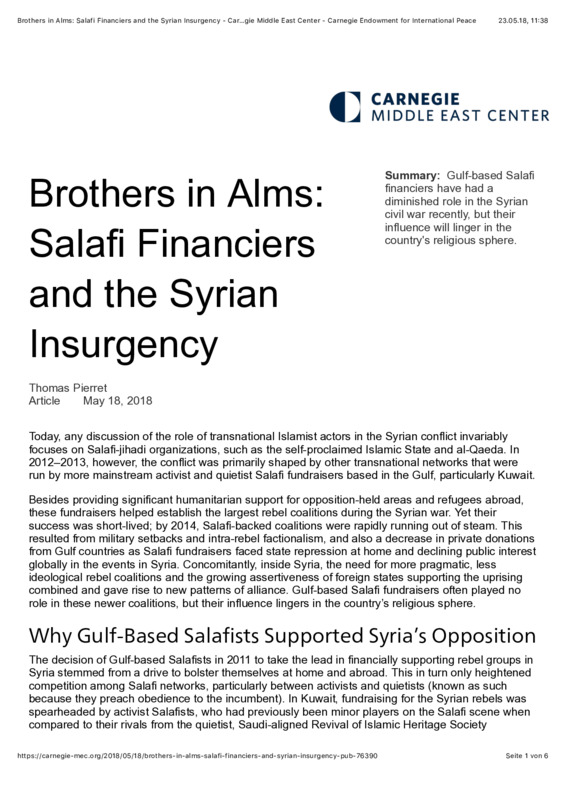 Brothers in Alms: Salafi Financiers and the Syrian Insurgency - Car...gie Middle East Center - Carnegie Endowment for International Peace 23.05.18, 11:38
CARNEGIE
MIDDLE EAST CENTER
Brothers in Alms:
Salafi Financiers
and the Syrian
Insurgency
Summary: Gulf-based Salafi
financiers have had a
diminished role in the Syrian
civil war recently, but their
influence will linger in the
country's religious sphere.
Thomas Pierret
Article May 18, 2018
Today, any discussion of the role of transnational Islamist actors in the Syrian conflict invariably
focuses on Salafi-jihadi organizations, such as the self-proclaimed Islamic State and al-Qaeda. In
2012–2013, however, the conflict was primarily shaped by other transnational networks that were
run by more mainstream activist and quietist Salafi fundraisers based in the Gulf, particularly Kuwait.
Besides providing significant humanitarian support for opposition-held areas and refugees abroad,
these fundraisers helped establish the largest rebel coalitions during the Syrian war. Yet their
success was short-lived; by 2014, Salafi-backed coalitions were rapidly running out of steam. This
resulted from military setbacks and intra-rebel factionalism, and also a decrease in private donations
from Gulf countries as Salafi fundraisers faced state repression at home and declining public interest
globally in the events in Syria. Concomitantly, inside Syria, the need for more pragmatic, less
ideological rebel coalitions and the growing assertiveness of foreign states supporting the uprising
combined and gave rise to new patterns of alliance. Gulf-based Salafi fundraisers often played no
role in these newer coalitions, but their influence lingers in the country's religious sphere.
Why Gulf-Based Salafists Supported Syria's Opposition
The decision of Gulf-based Salafists in 2011 to take the lead in financially supporting rebel groups in
Syria stemmed from a drive to bolster themselves at home and abroad. This in turn only heightened
competition among Salafi networks, particularly between activists and quietists (known as such
because they preach obedience to the incumbent). In Kuwait, fundraising for the Syrian rebels was
spearheaded by activist Salafists, who had previously been minor players on the Salafi scene when
compared to their rivals from the quietist, Saudi-aligned Revival of Islamic Heritage Society
https://carnegie-mec.org/2018/05/18/brothers-in-alms-salafi-financiers-and-syrian-insurgency-pub-76390 Seite 1 von 6